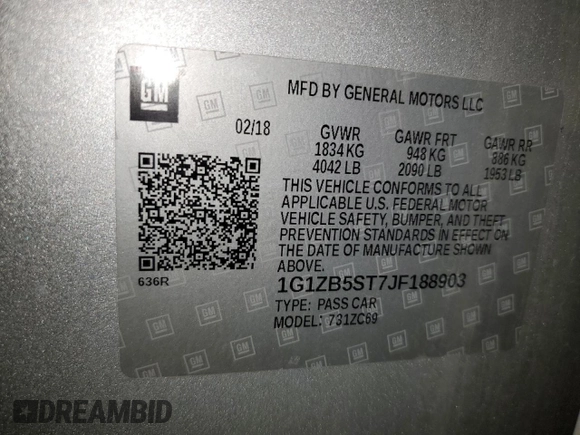 GM
MFD BY GENERAL MOTORS LLC
02/18
GVWR GAWR FRT GAWR RR
1834 KG 948 KG 886 KG
4042 LB 2090 LB 1953 LB
THIS VEHICLE CONFORMS TO ALL
APPLICABLE U.S. FEDERAL MOTOR
VEHICLE SAFETY, BUMPER, AND THEFT
PREVENTION STANDARDS IN EFFECT ON
THE DATE OF MANUFACTURE SHOWN
ABOVE.
636R
1G1ZB5ST7JF188903
TYPE: PASS CAR
MODEL: 731ZC69
DREAMBID